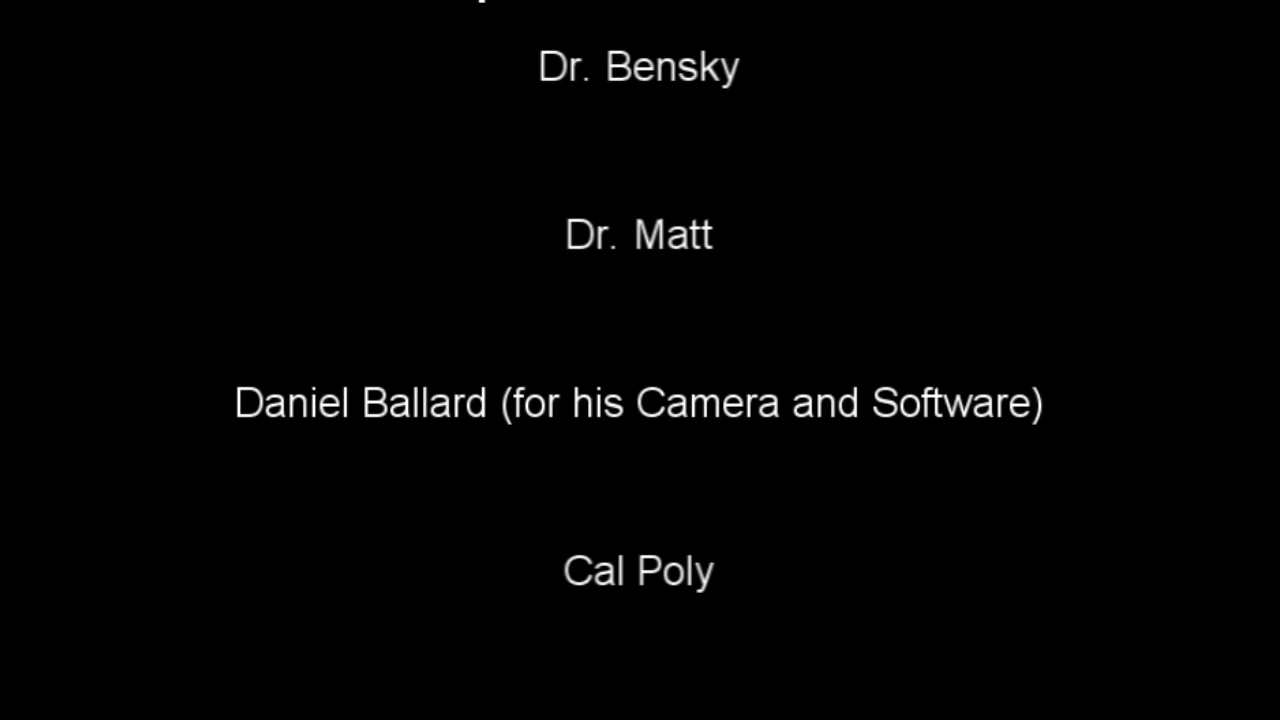 Dr. Bensky
Dr. Matt
Daniel Ballard (for his Camera and Software)
Cal Poly